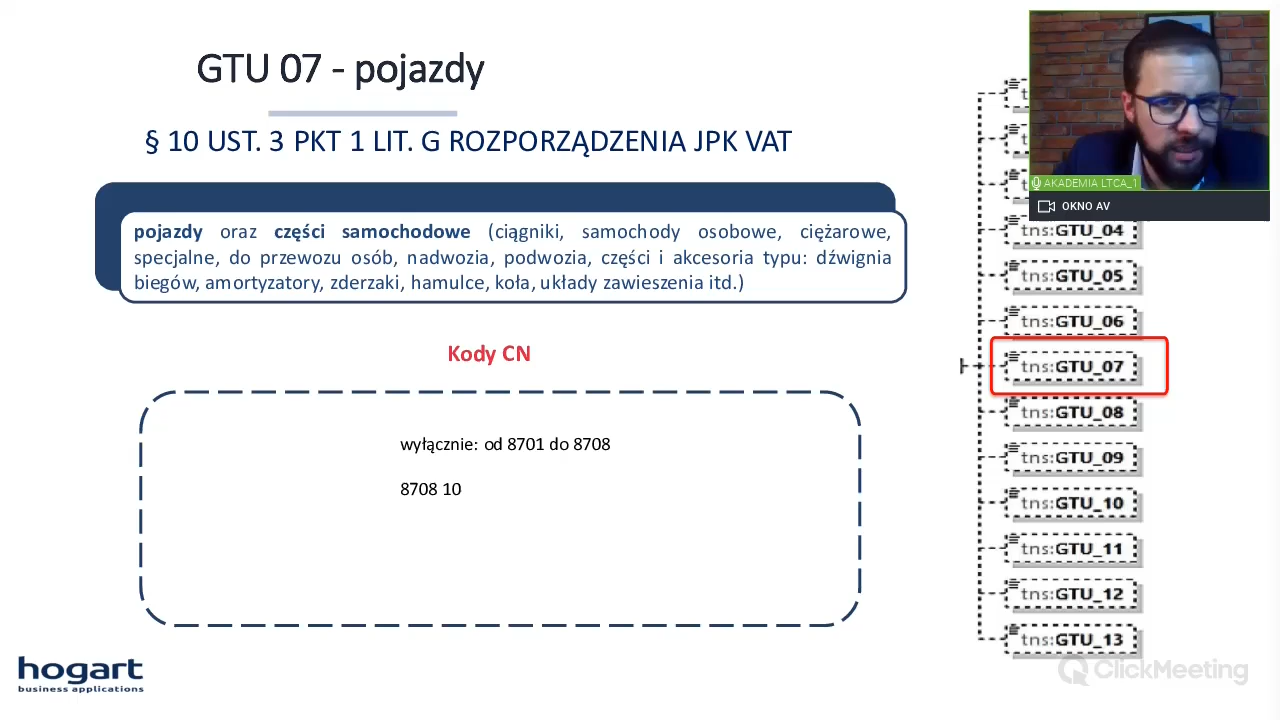 GTU 07 - pojazdy
§ 10 UST. 3 PKT 1 LIT. G ROZPORZĄDZENIA JPK VAT
pojazdy oraz części samochodowe (ciągniki, samochody osobowe, ciężarowe,
specjalne, do przewozu osób, nadwozia, podwozia, części i akcesoria typu: dźwignia
biegów, amortyzatory, zderzaki, hamulce, koła, układy zawieszenia itd.)
Kody CN
wyłącznie: od 8701 do 8708
8708 10
AKADEMIA LTCA_1
OKNO AV
tns:GTU_04
tns:GTU_05
tns:GTU_06
tns:GTU_07
tns:GTU_08
tns:GTU_09
tns:GTU_10
tns:GTU_11
tns:GTU_12
tns:GTU_13
hogart
business applications
ClickMeeting